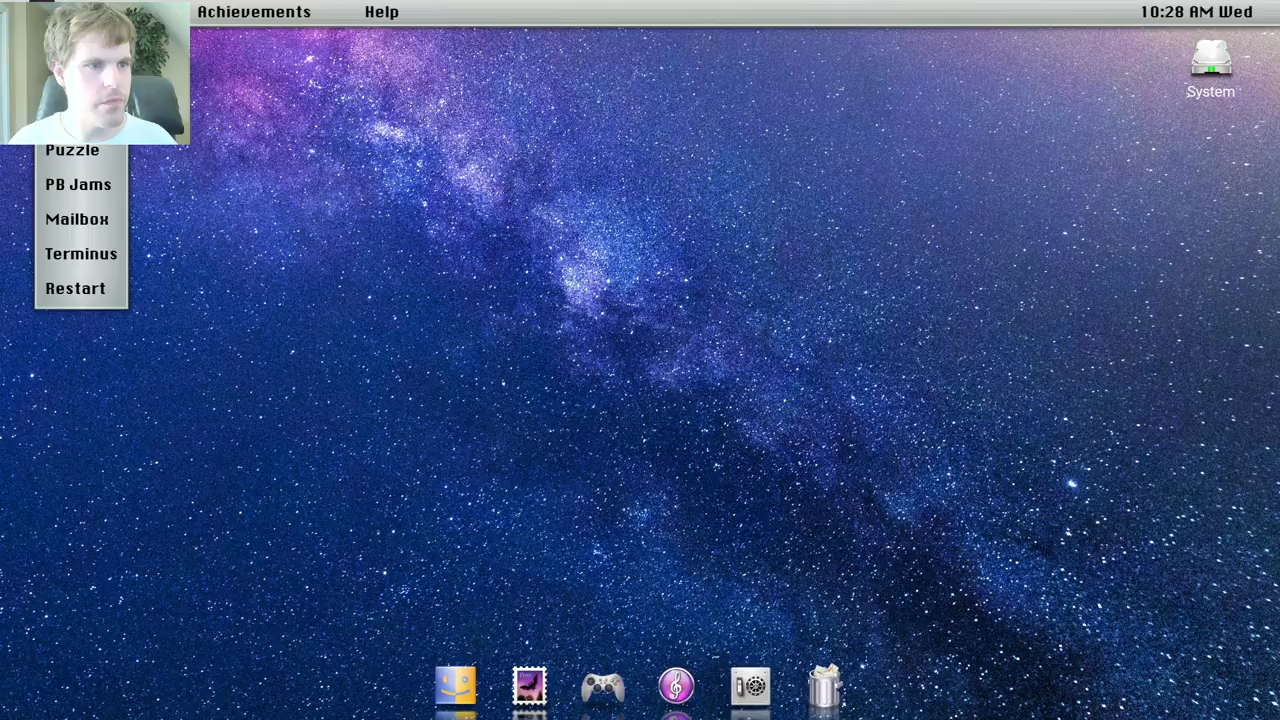 Achievements Help 10:28 AM Wed
System
Puzzle
PB Jams
Mailbox
Terminus
Restart